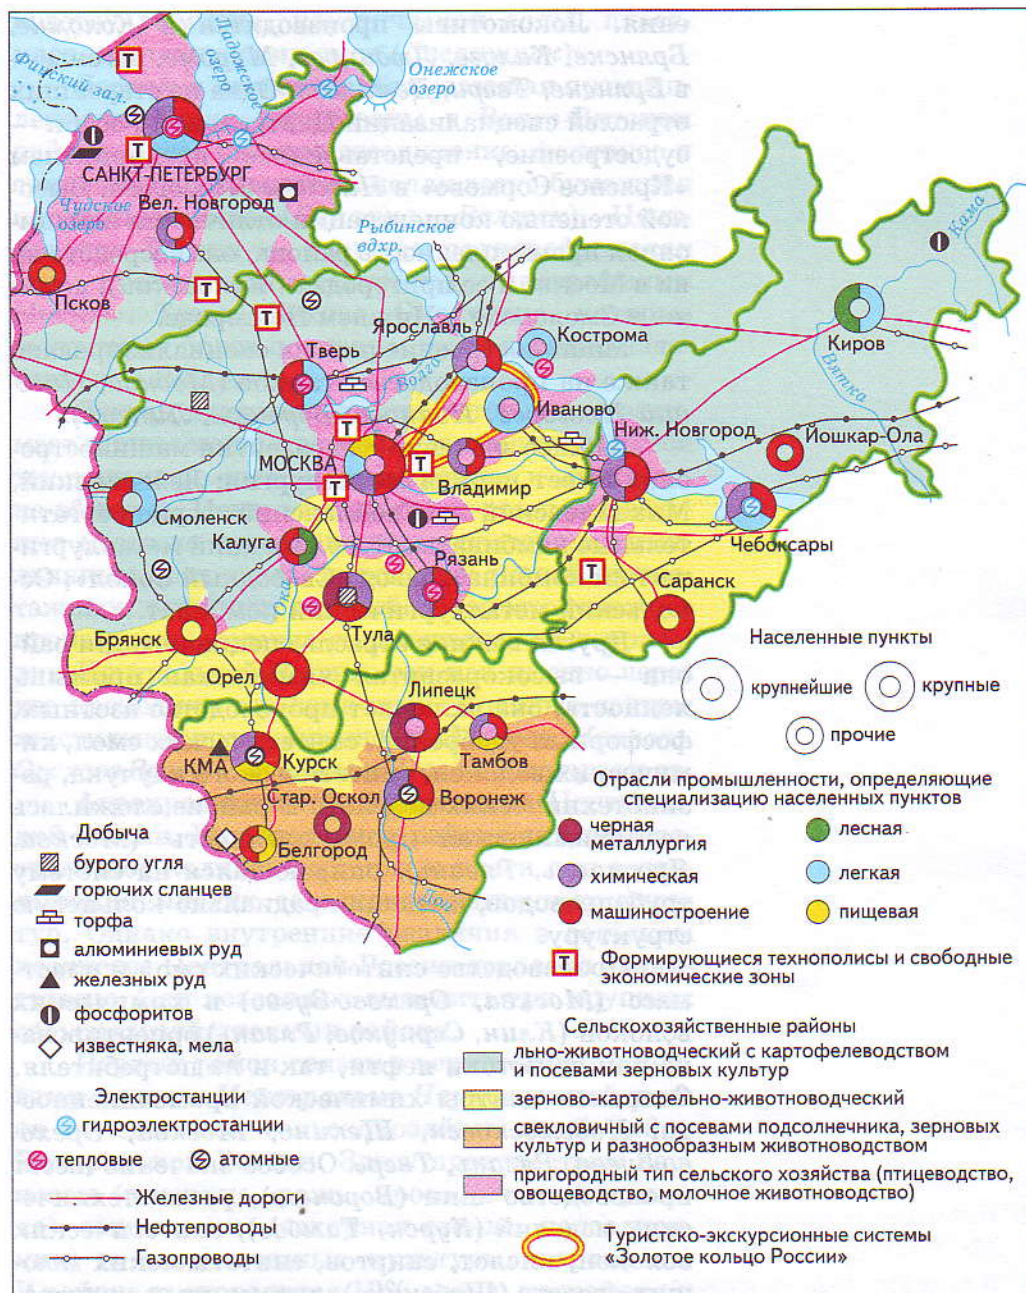 Финский зал.
Ладожское
озеро
Онежское
озеро
Т
САНКТ-ПЕТЕРБУРГ
Т
Чудское
озеро
Вел. Новгород
Рыбинское
вдхр.
Кама
Псков
Т
Т
Ярославль
Кострома
Киров
Вятка
Тверь
Волга
Иваново
Ниж. Новгород
Йошкар-Ола
Т
МОСКВА
Т
Владимир
Т
Смоленск
Чебоксары
Калуга
Ока
Рязань
Т
Саранск
Брянск
Тула
Орел
Липецк
КМА
Курск
Тамбов
Стар. Оскол
Воронеж
Белгород
Дон
Населенные пункты
крупнейшие
крупные
прочие
Отрасли промышленности, определяющие
специализацию населенных пунктов
черная
металлургия
лесная
химическая
легкая
машиностроение
пищевая
Т
Формирующиеся технополисы и свободные
экономические зоны
Добыча
бурого угля
горючих сланцев
торфа
алюминиевых руд
железных руд
фосфоритов
известняка, мела
Электростанции
гидроэлектростанции
тепловые
атомные
Железные дороги
Нефтепроводы
Газопроводы
Сельскохозяйственные районы
льно-животноводческий с картофелеводством
и посевами зерновых культур
зерново-картофельно-животноводческий
свекловичный с посевами подсолнечника, зерновых
культур и разнообразным животноводством
пригородный тип сельского хозяйства (птицеводство,
овощеводство, молочное животноводство)
Туристско-экскурсионные системы
«Золотое кольцо России»